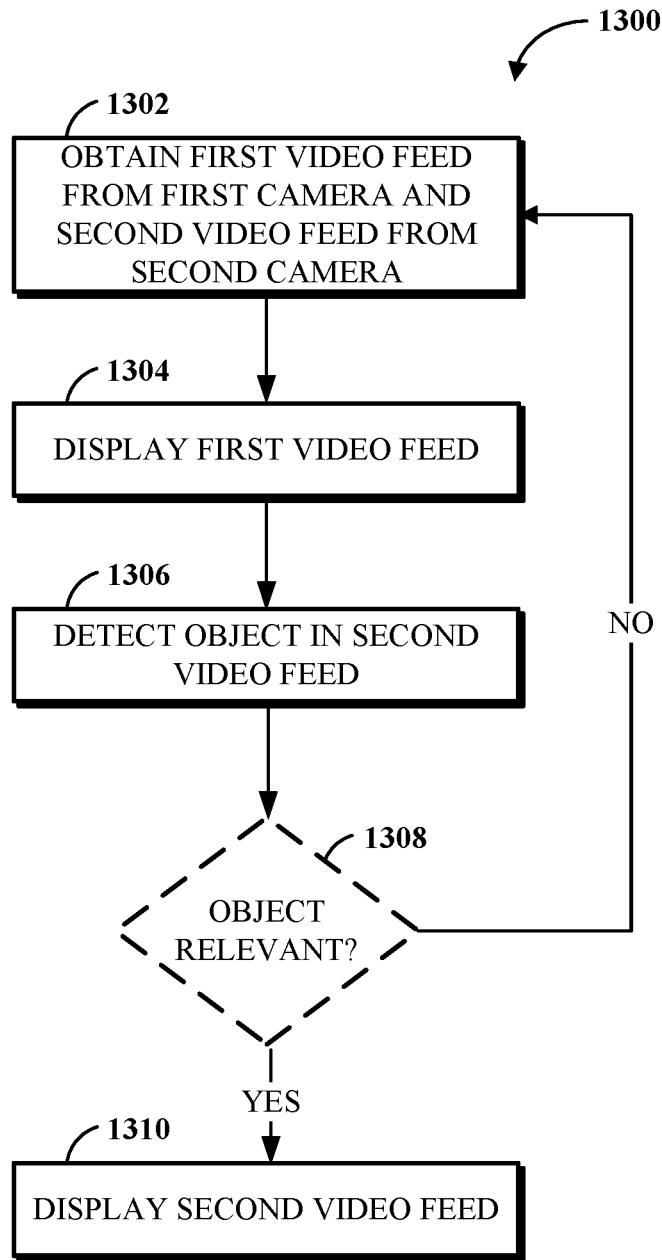 1300
1302
OBTAIN FIRST VIDEO FEED
FROM FIRST CAMERA AND
SECOND VIDEO FEED FROM
SECOND CAMERA
1304
DISPLAY FIRST VIDEO FEED
1306
DETECT OBJECT IN SECOND
VIDEO FEED
NO
1308
OBJECT
RELEVANT?
YES
1310
DISPLAY SECOND VIDEO FEED